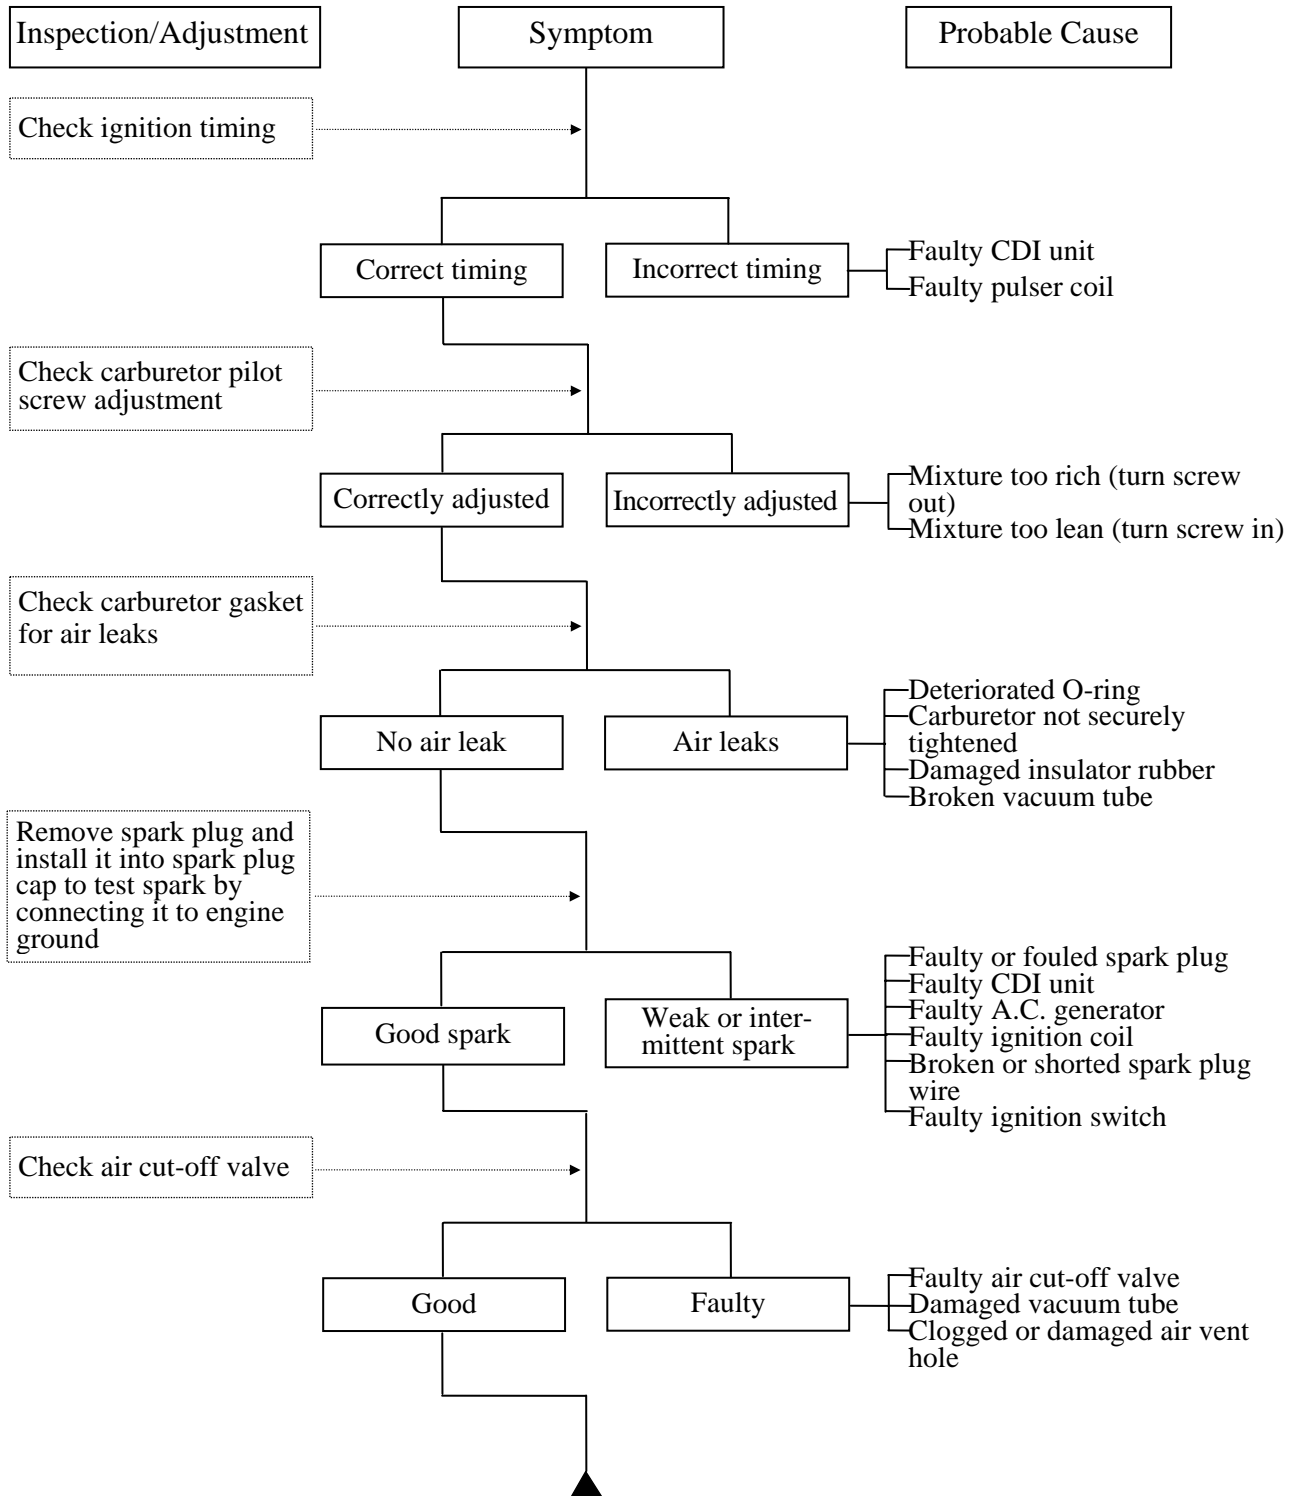 Inspection/Adjustment
Symptom
Probable Cause
Check ignition timing
Correct timing
Incorrect timing
Faulty CDI unit
Faulty pulser coil
Check carburetor pilot
screw adjustment
Correctly adjusted
Incorrectly adjusted
Mixture too rich (turn screw
out)
Mixture too lean (turn screw in)
Check carburetor gasket
for air leaks
No air leak
Air leaks
Deteriorated O-ring
Carburetor not securely
tightened
Damaged insulator rubber
Broken vacuum tube
Remove spark plug and
install it into spark plug
cap to test spark by
connecting it to engine
ground
Good spark
Weak or inter-
mittent spark
Faulty or fouled spark plug
Faulty CDI unit
Faulty A.C. generator
Faulty ignition coil
Broken or shorted spark plug
wire
Faulty ignition switch
Check air cut-off valve
Good
Faulty
Faulty air cut-off valve
Damaged vacuum tube
Clogged or damaged air vent
hole